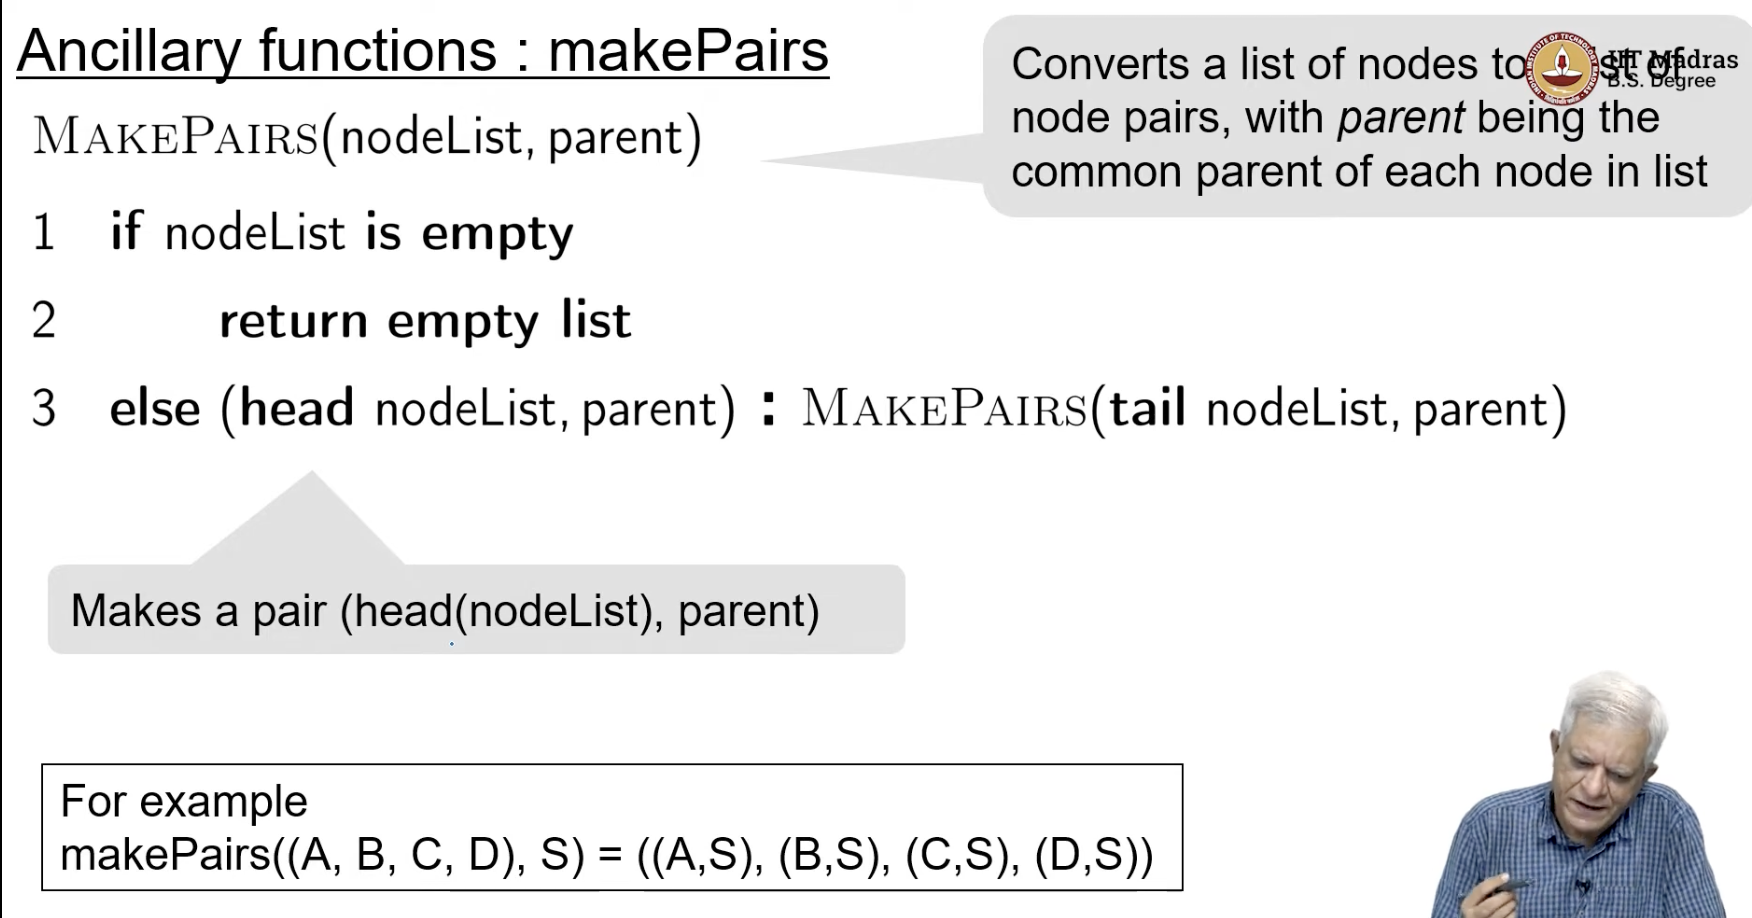 Ancillary functions : makePairs
MAKEPAIRS(nodeList, parent)
1 if nodeList is empty
2 return empty list
3 else (head nodeList, parent) : MAKEPAIRS(tail nodeList, parent)
Converts a list of nodes to of
node pairs, with parent being the
common parent of each node in list
IIT Madras
B.S. Degree
Makes a pair (head(nodeList), parent)
For example
makePairs((A, B, C, D), S) = ((A,S), (B,S), (C,S), (D,S))